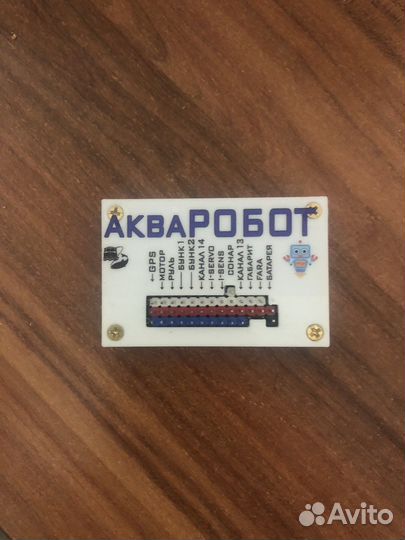 АКВАРОБОТ
← GPS
← МОТОР
← РУЛЬ
← БУНК1
← БУНК2
← КАНАЛ 14
← I-SERVO
← I-SENS
СОНАР
← КАНАЛ 13
← ГАБАРИТ
← FARA
← БАТАРЕЯ
Avito